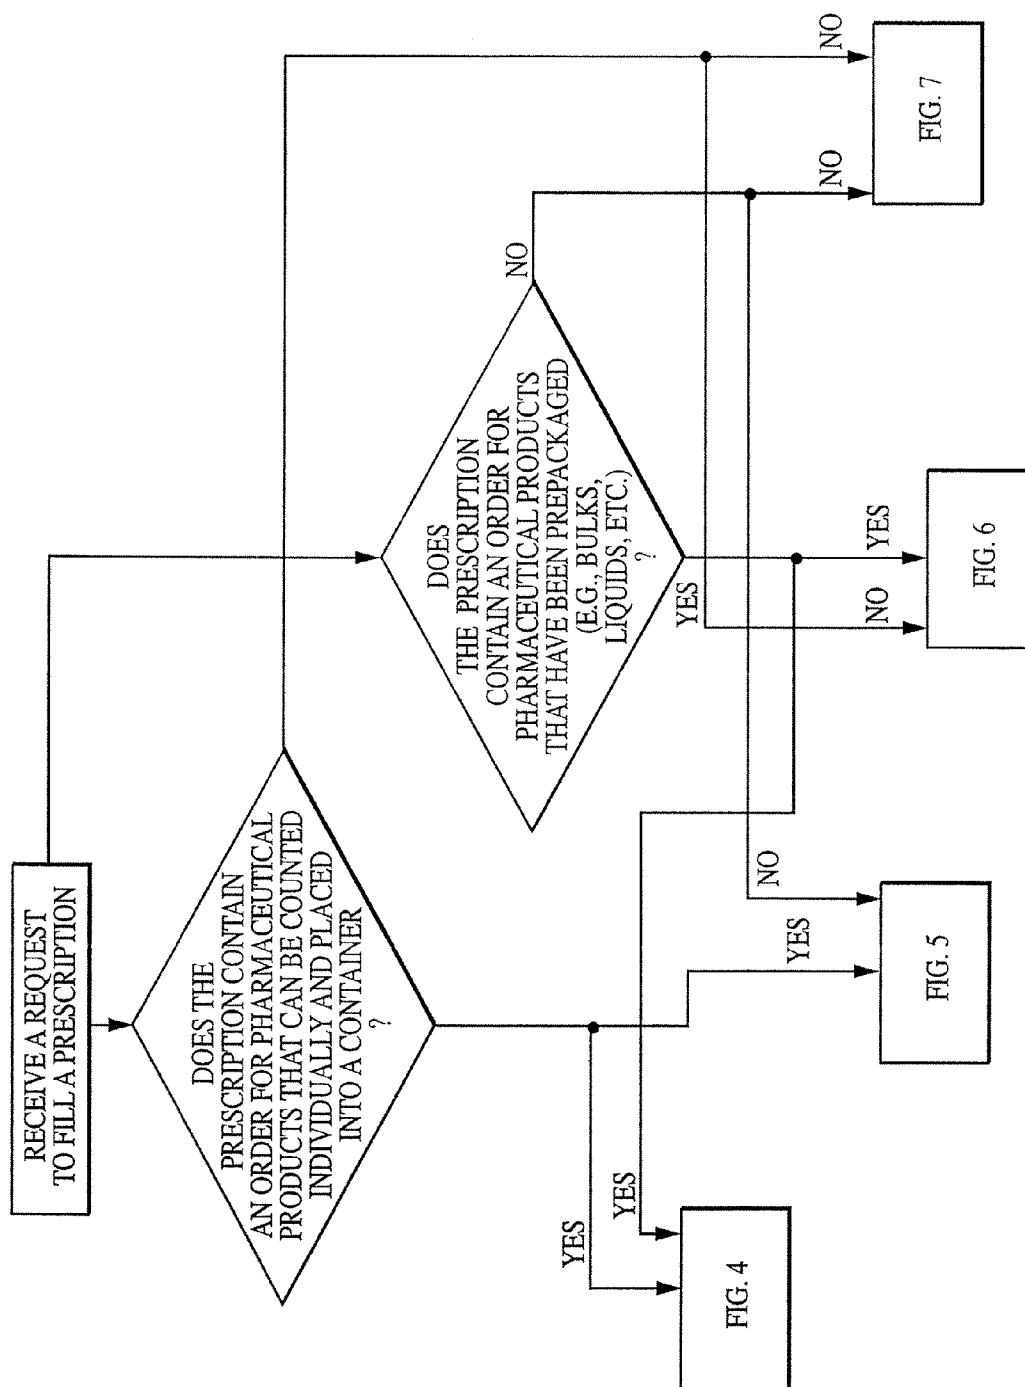 RECEIVE A REQUEST
TO FILL A PRESCRIPTION
DOES THE
PRESCRIPTION CONTAIN
AN ORDER FOR PHARMACEUTICAL
PRODUCTS THAT CAN BE COUNTED
INDIVIDUALLY AND PLACED
INTO A CONTAINER
?
DOES
THE PRESCRIPTION
CONTAIN AN ORDER FOR
PHARMACEUTICAL PRODUCTS
THAT HAVE BEEN PREPACKAGED
(E.G., BULKS,
LIQUIDS, ETC.)
?
NO
YES
YES
YES
FIG. 4
YES
NO
FIG. 5
NO
YES
FIG. 6
NO
NO
FIG. 7